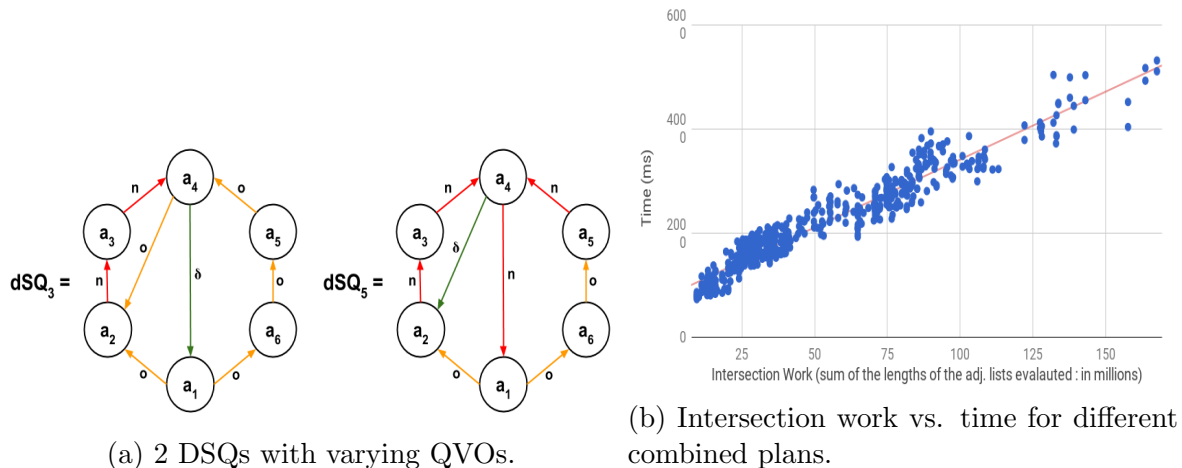 dSQ3 =
a4
a3
a5
a2
a6
a1
n
o
n
o
δ
o
o
o
dSQ5 =
a4
a3
a5
a2
a6
a1
n
n
n
δ
n
o
o
o
(a) 2 DSQs with varying QVOs.
600
0
400
0
200
0
0
Time (ms)
25 50 75 100 125 150
Intersection Work (sum of the lengths of the adj. lists evalauted : in millions)
(b) Intersection work vs. time for different
combined plans.